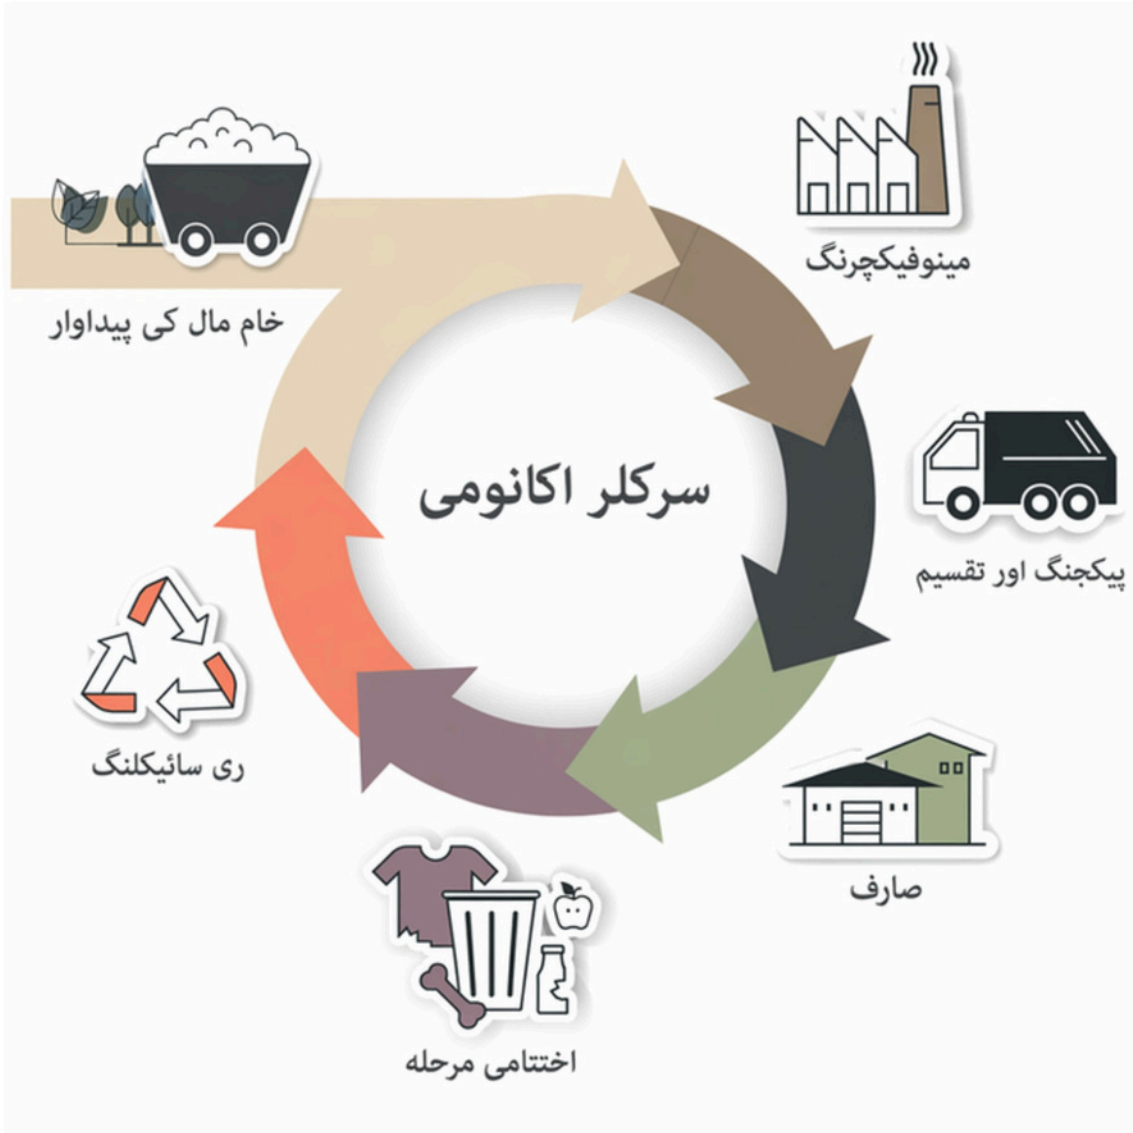 خام مال کی پیداوار
مینوفیکچرنگ
پیکجنگ اور تقسیم
صارف
اختتامی مرحلہ
ری سائیکلنگ
سرکلر اکانومی